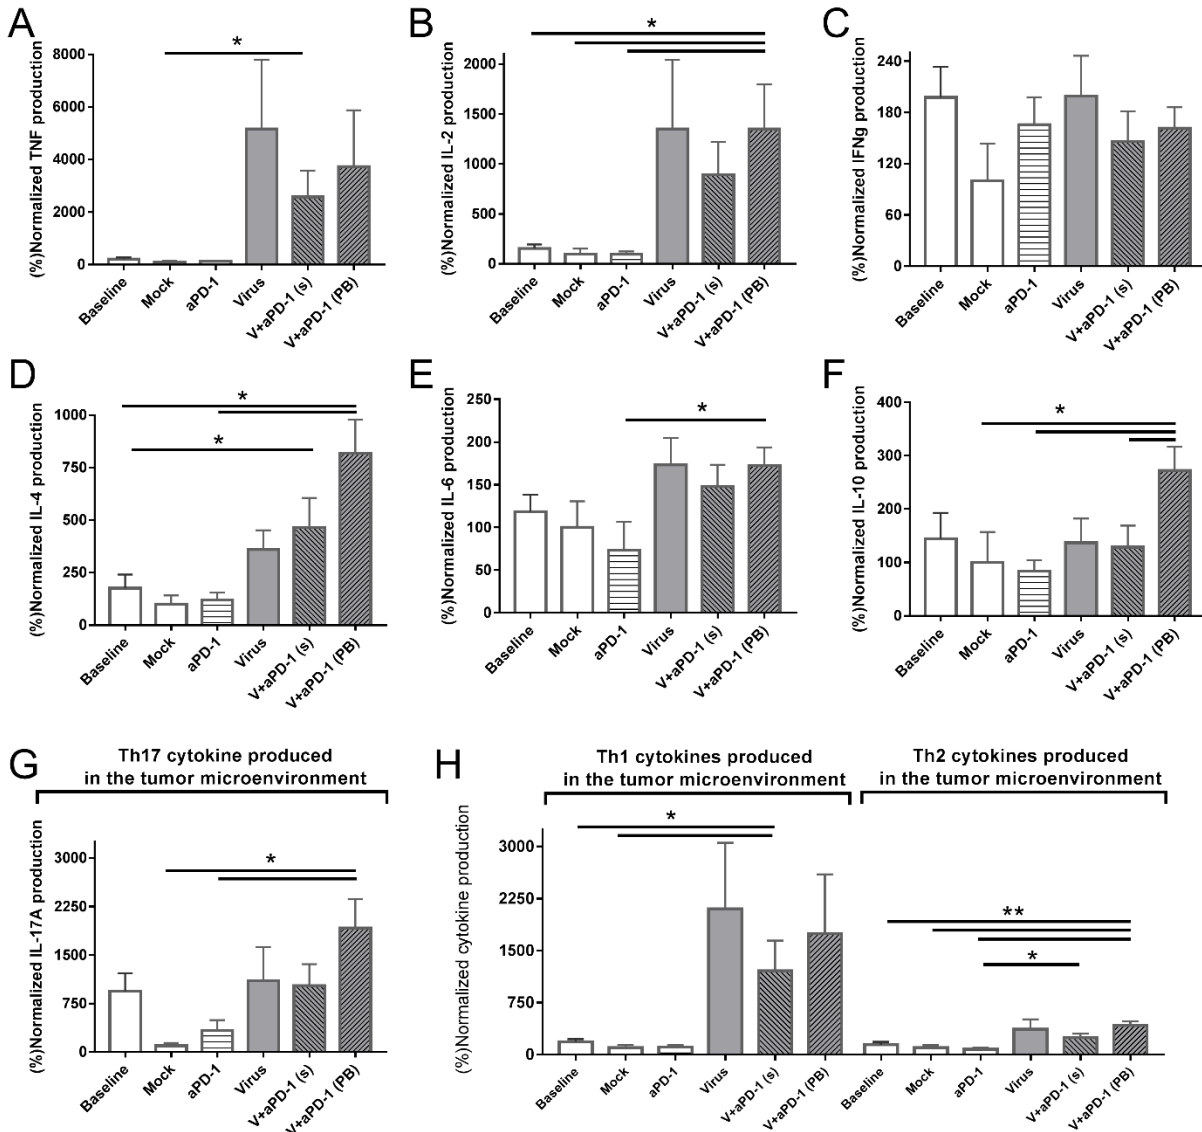 A
(%)Normalized TNF production
8000
6000
4000
2000
0
*
Baseline
Mock
aPD-1
Virus
V+aPD-1 (s)
V+aPD-1 (PB)
B
(%)Normalized IL-2 production
2000
1500
1000
500
0
*
Baseline
Mock
aPD-1
Virus
V+aPD-1 (s)
V+aPD-1 (PB)
C
(%)Normalized IFNg production
240
180
120
60
0
Baseline
Mock
aPD-1
Virus
V+aPD-1 (s)
V+aPD-1 (PB)
D
(%)Normalized IL-4 production
1000
750
500
250
0
*
*
Baseline
Mock
aPD-1
Virus
V+aPD-1 (s)
V+aPD-1 (PB)
E
(%)Normalized IL-6 production
250
200
150
100
50
0
*
Baseline
Mock
aPD-1
Virus
V+aPD-1 (s)
V+aPD-1 (PB)
F
(%)Normalized IL-10 production
400
300
200
100
0
*
Baseline
Mock
aPD-1
Virus
V+aPD-1 (s)
V+aPD-1 (PB)
G
Th17 cytokine produced
in the tumor microenvironment
(%)Normalized IL-17A production
3000
2250
1500
750
0
*
Baseline
Mock
aPD-1
Virus
V+aPD-1 (s)
V+aPD-1 (PB)
H
Th1 cytokines produced
in the tumor microenvironment
Th2 cytokines produced
in the tumor microenvironment
(%)Normalized cytokine production
3000
2250
1500
750
0
*
**
*
Baseline
Mock
aPD-1
Virus
V+aPD-1 (s)
V+aPD-1 (PB)
Baseline
Mock
aPD-1
Virus
V+aPD-1 (s)
V+aPD-1 (PB)